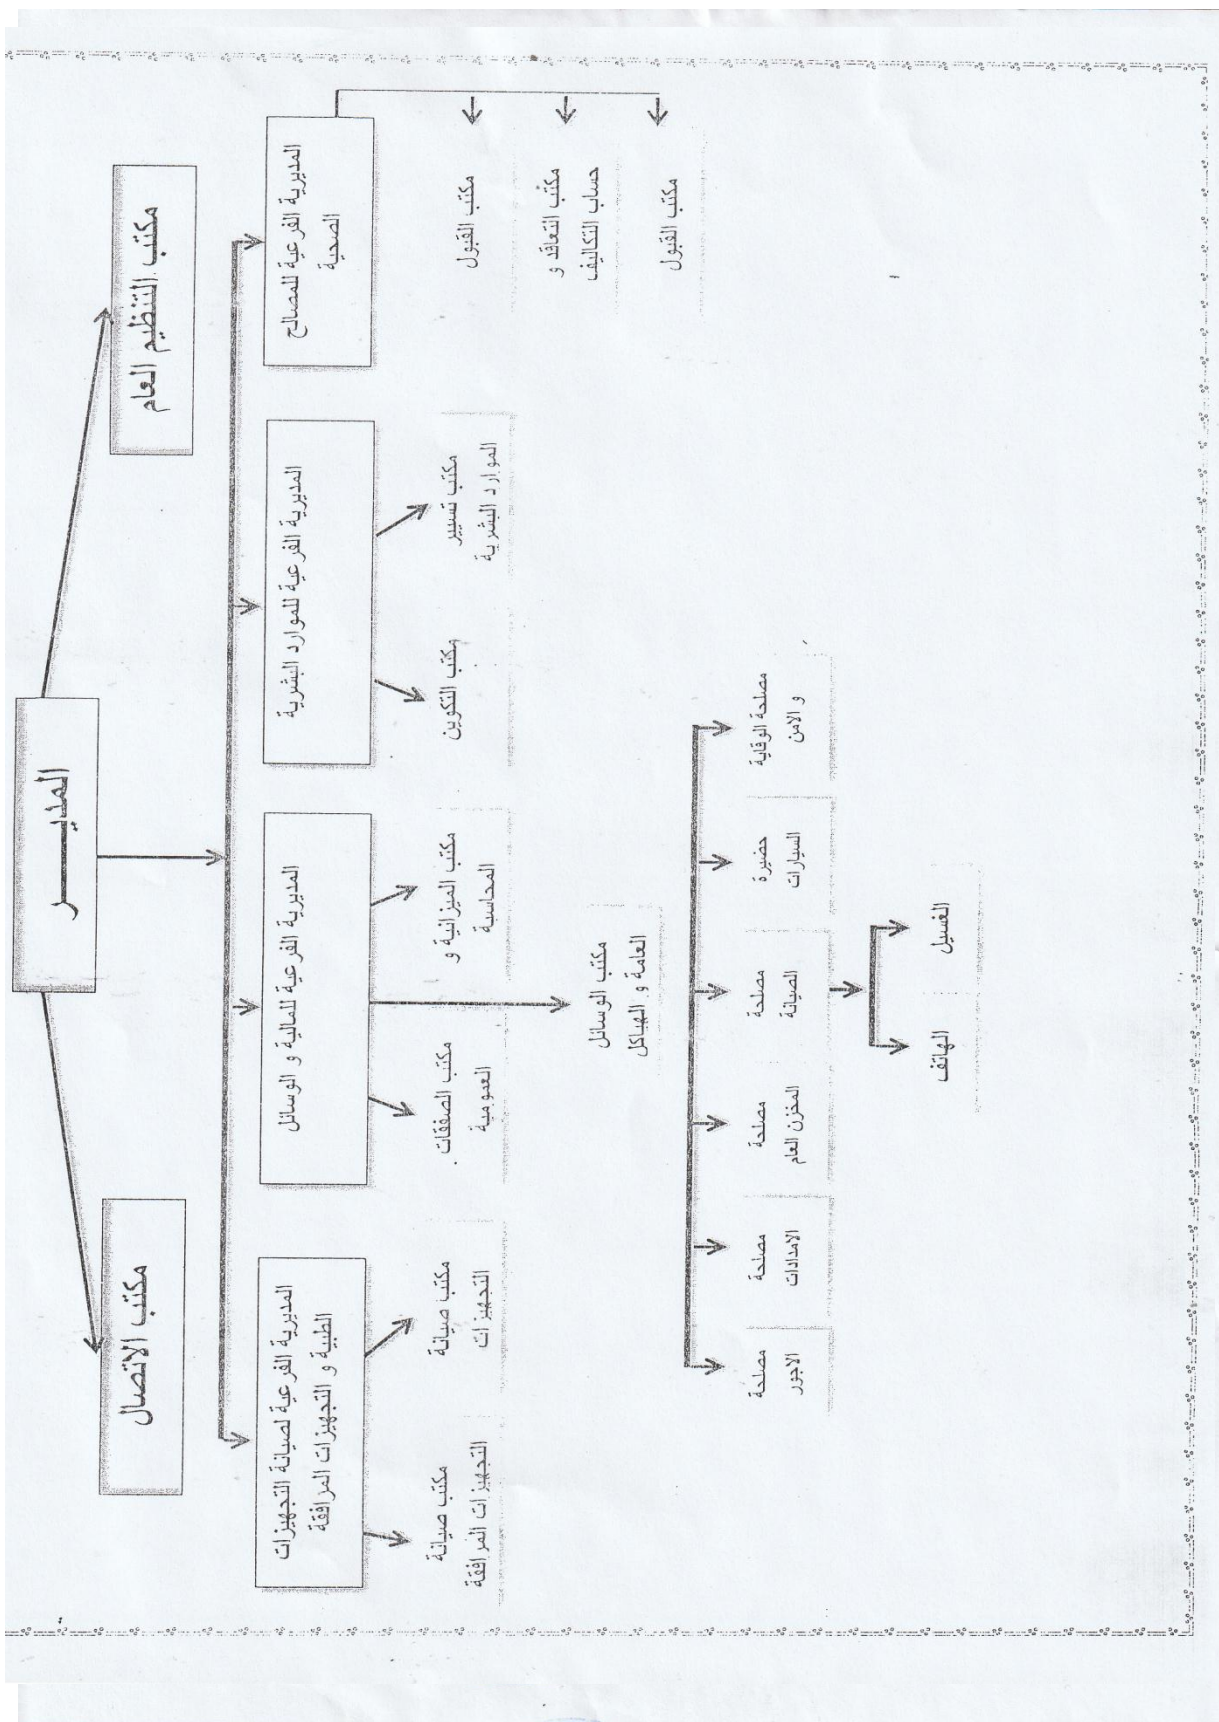 المديـــــر
مكتب التنظيم العام
مكتب الاتصال
المديرية الفرعية للمصالح
الصحية
المديرية الفرعية للموارد البشرية
المديرية الفرعية للمالية و الوسائل
المديرية الفرعية لصيانة التجهيزات
الطبية و التجهيزات المرافقة
مكتب القبول
مكتب التعاقد و
حساب التكاليف
مكتب القبول
مكتب تسيير
الموارد البشرية
مكتب التكوين
مكتب الميزانية و
المحاسبة
مكتب الصفقات
العمومية
مكتب صيانة
التجهيزات
مكتب صيانة
التجهيزات المرافقة
مكتب الوسائل
العامة و الهياكل
مصلحة الوقاية
و الامن
حضيرة
السيارات
مصلحة
الصيانة
مصلحة
المخزن العام
مصلحة
الامدادات
مصلحة
الاجور
الغسيل
الهاتف